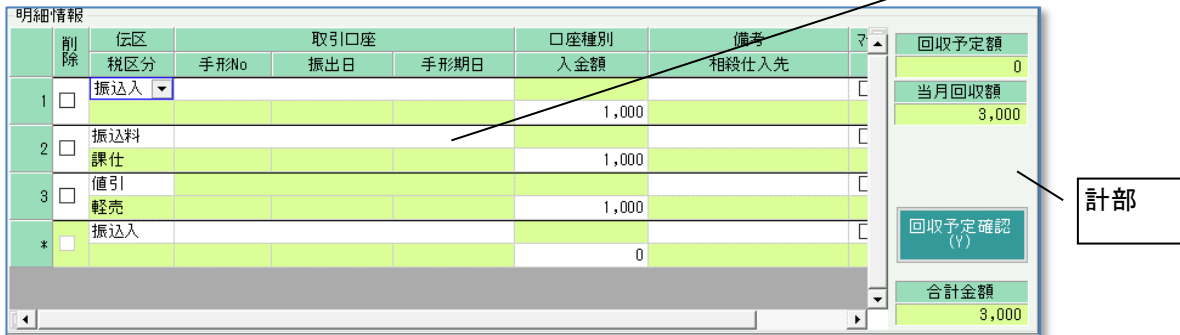 明細情報
削除 伝区 取引口座 口座種別 備考
税区分 手形No 振出日 手形期日 入金額 相殺仕入先
1 振込入
1,000
2 振込料
課仕 1,000
3 値引
軽売 1,000
* 振込入
0
回収予定額
0
当月回収額
3,000
回収予定確認
(Y)
合計金額
3,000
計部